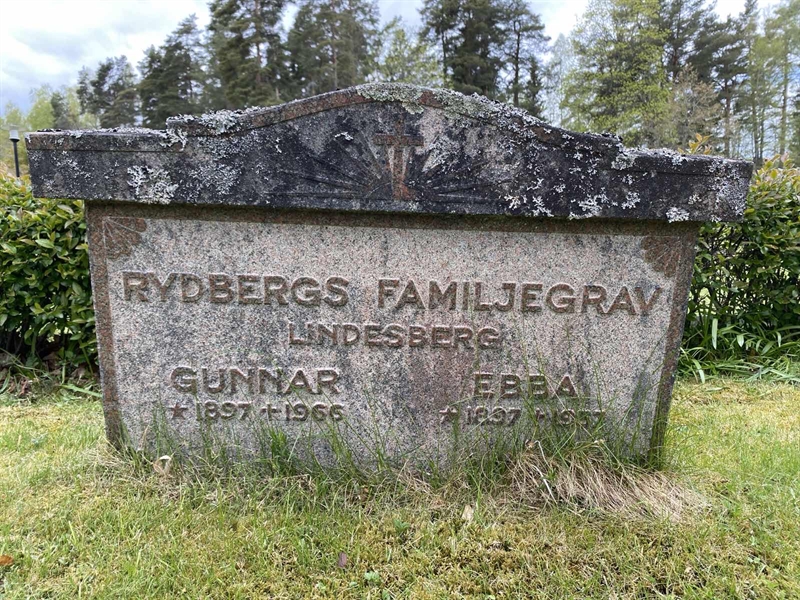 RYDBERGS FAMILJEGRAV
LINDESBERG
GUNNAR EBBA
★ 1897 + 1966 ★ 1897 +